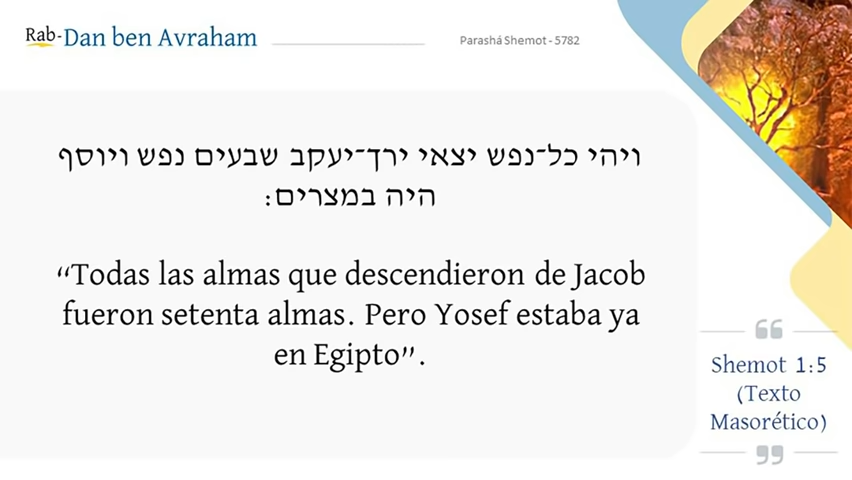 Rab-Dan ben Avraham
Parashá Shemot - 5782
ויהי כל־נפש יצאי ירך־יעקב שבעים נפש ויוסף
היה במצרים:
“Todas las almas que descendieron de Jacob
fueron setenta almas. Pero Yosef estaba ya
en Egipto”.
Shemot 1:5
(Texto
Masorético)